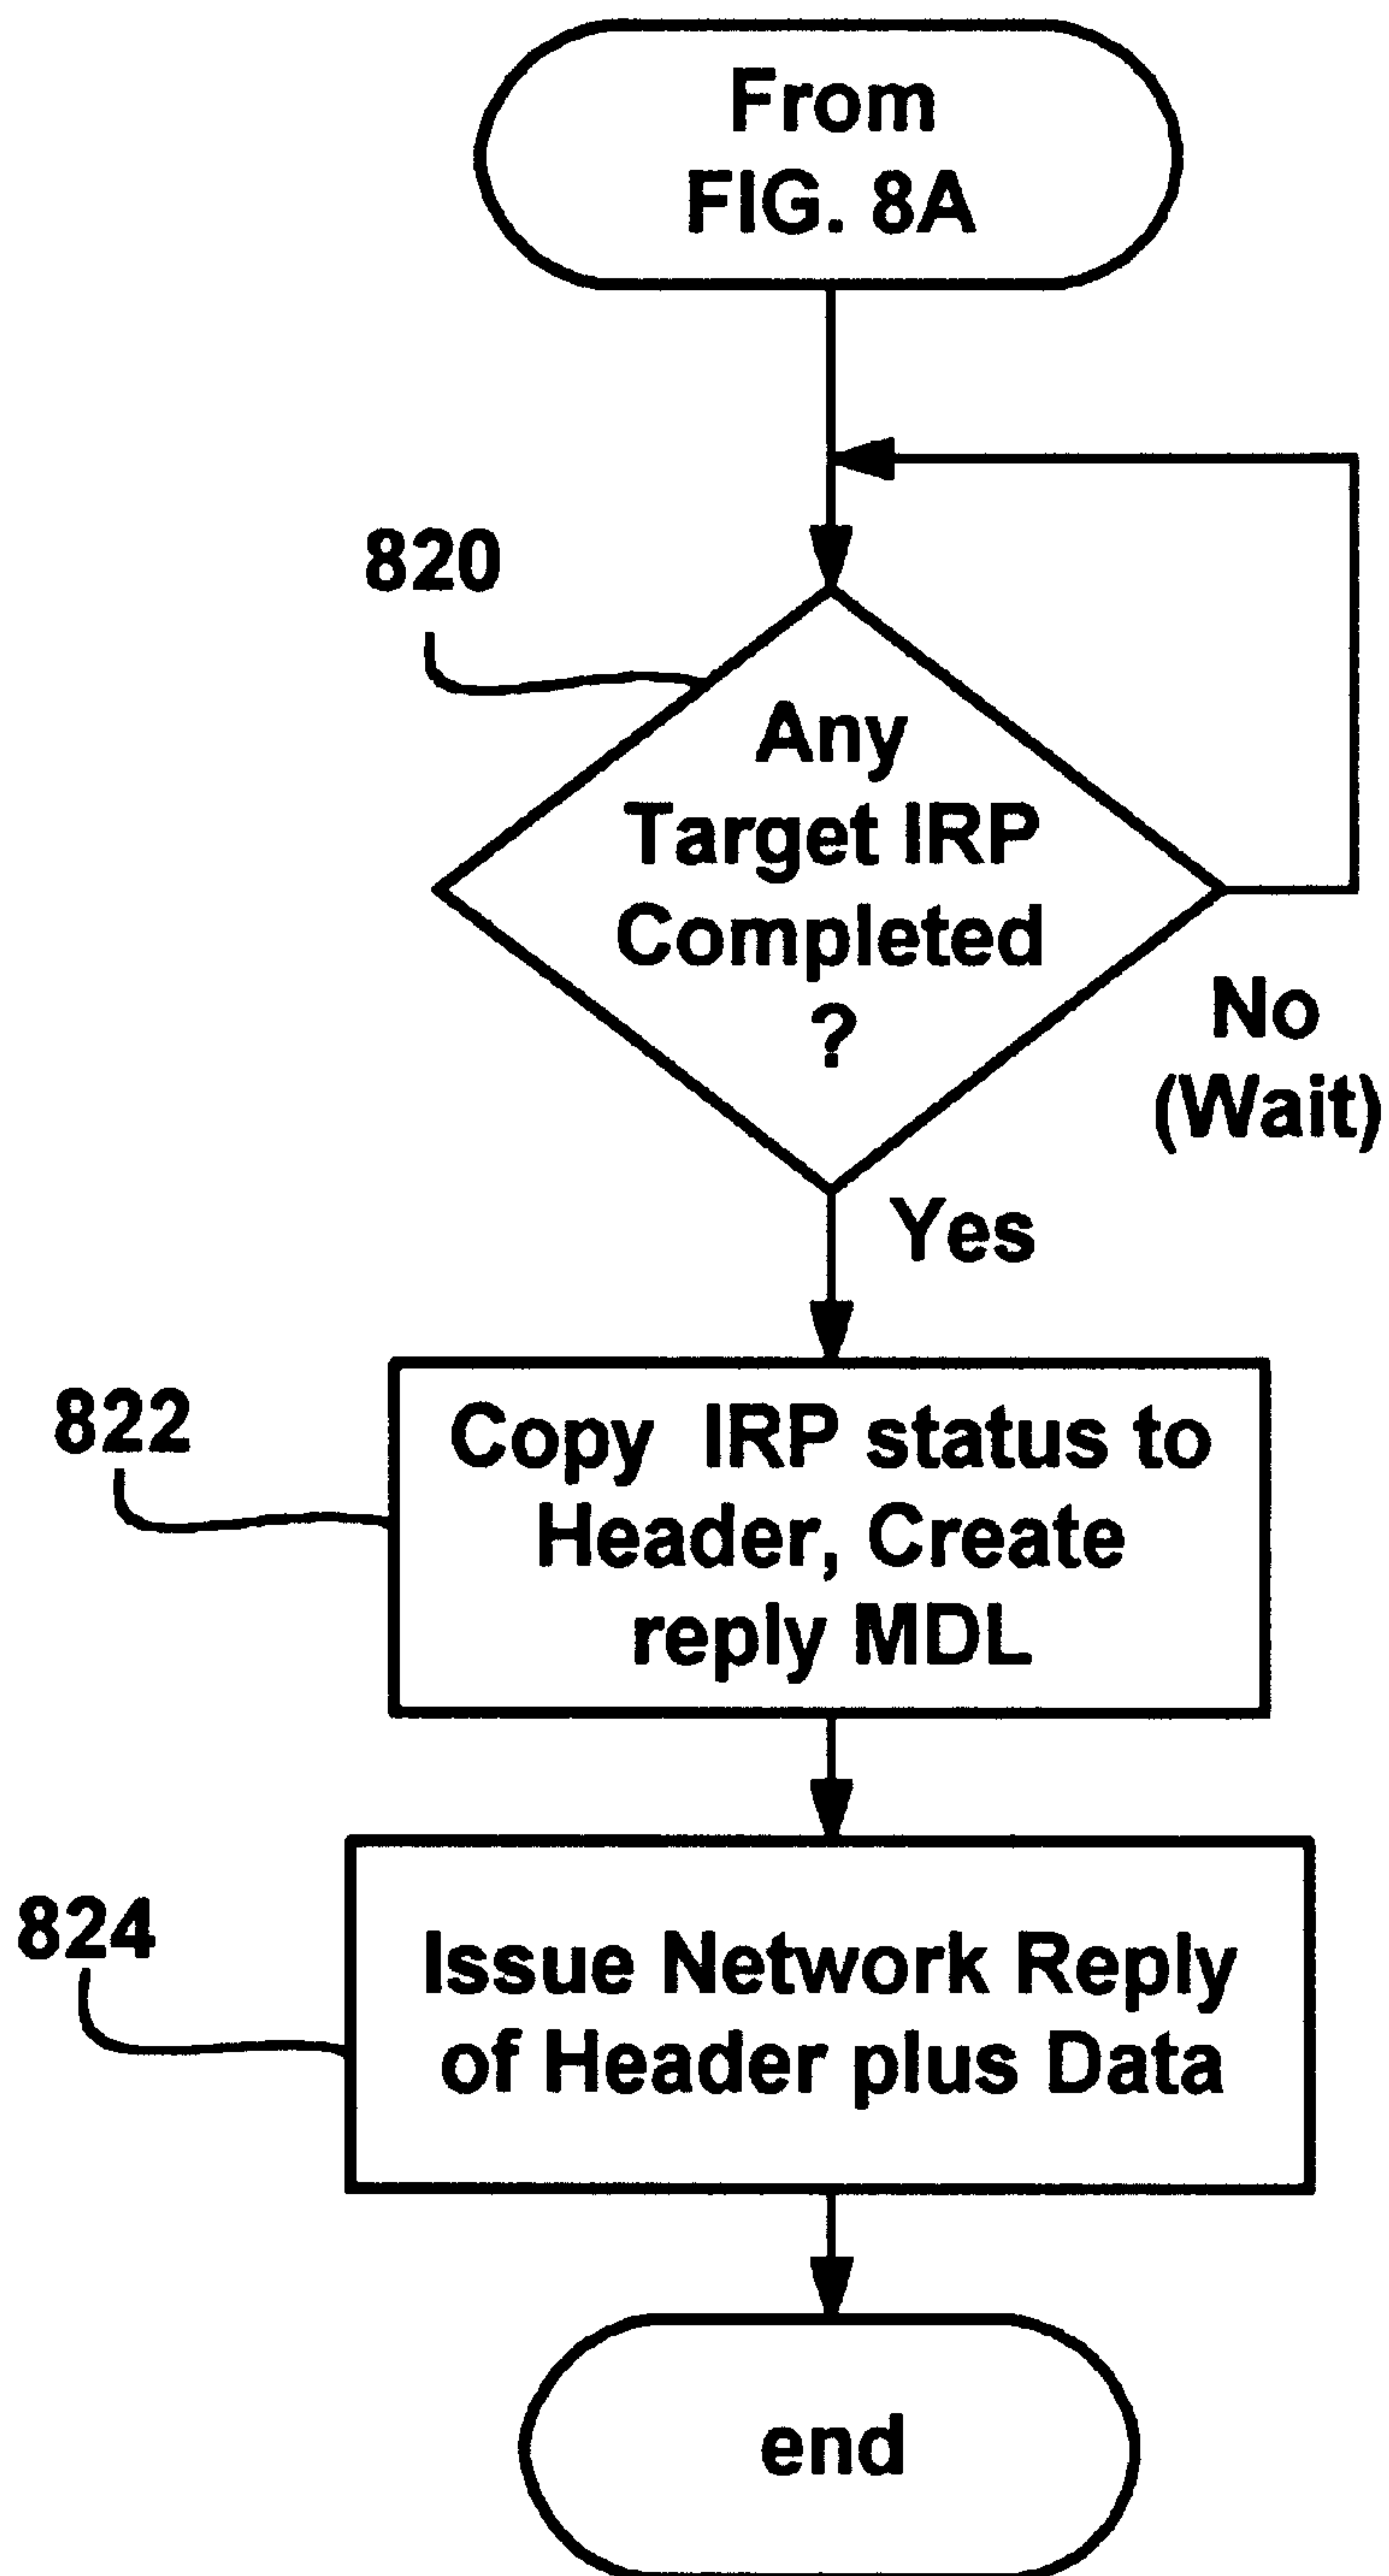 From
FIG. 8A
820
Any
Target IRP
Completed
?
No
(Wait)
Yes
822
Copy IRP status to
Header, Create
reply MDL
824
Issue Network Reply
of Header plus Data
end